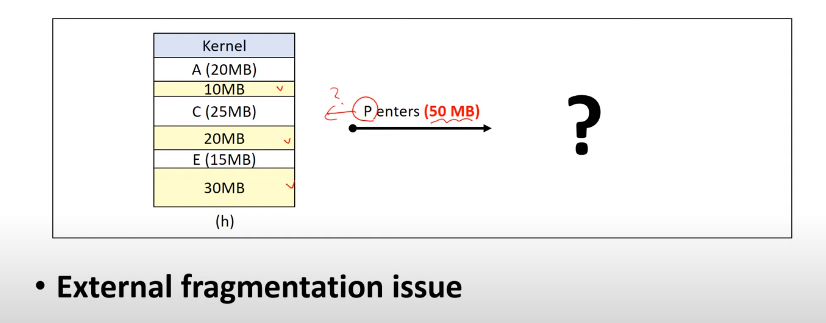 Kernel
A (20MB)
10MB
C (25MB)
20MB
E (15MB)
30MB
(h)
?
P enters (50 MB)
?
• External fragmentation issue